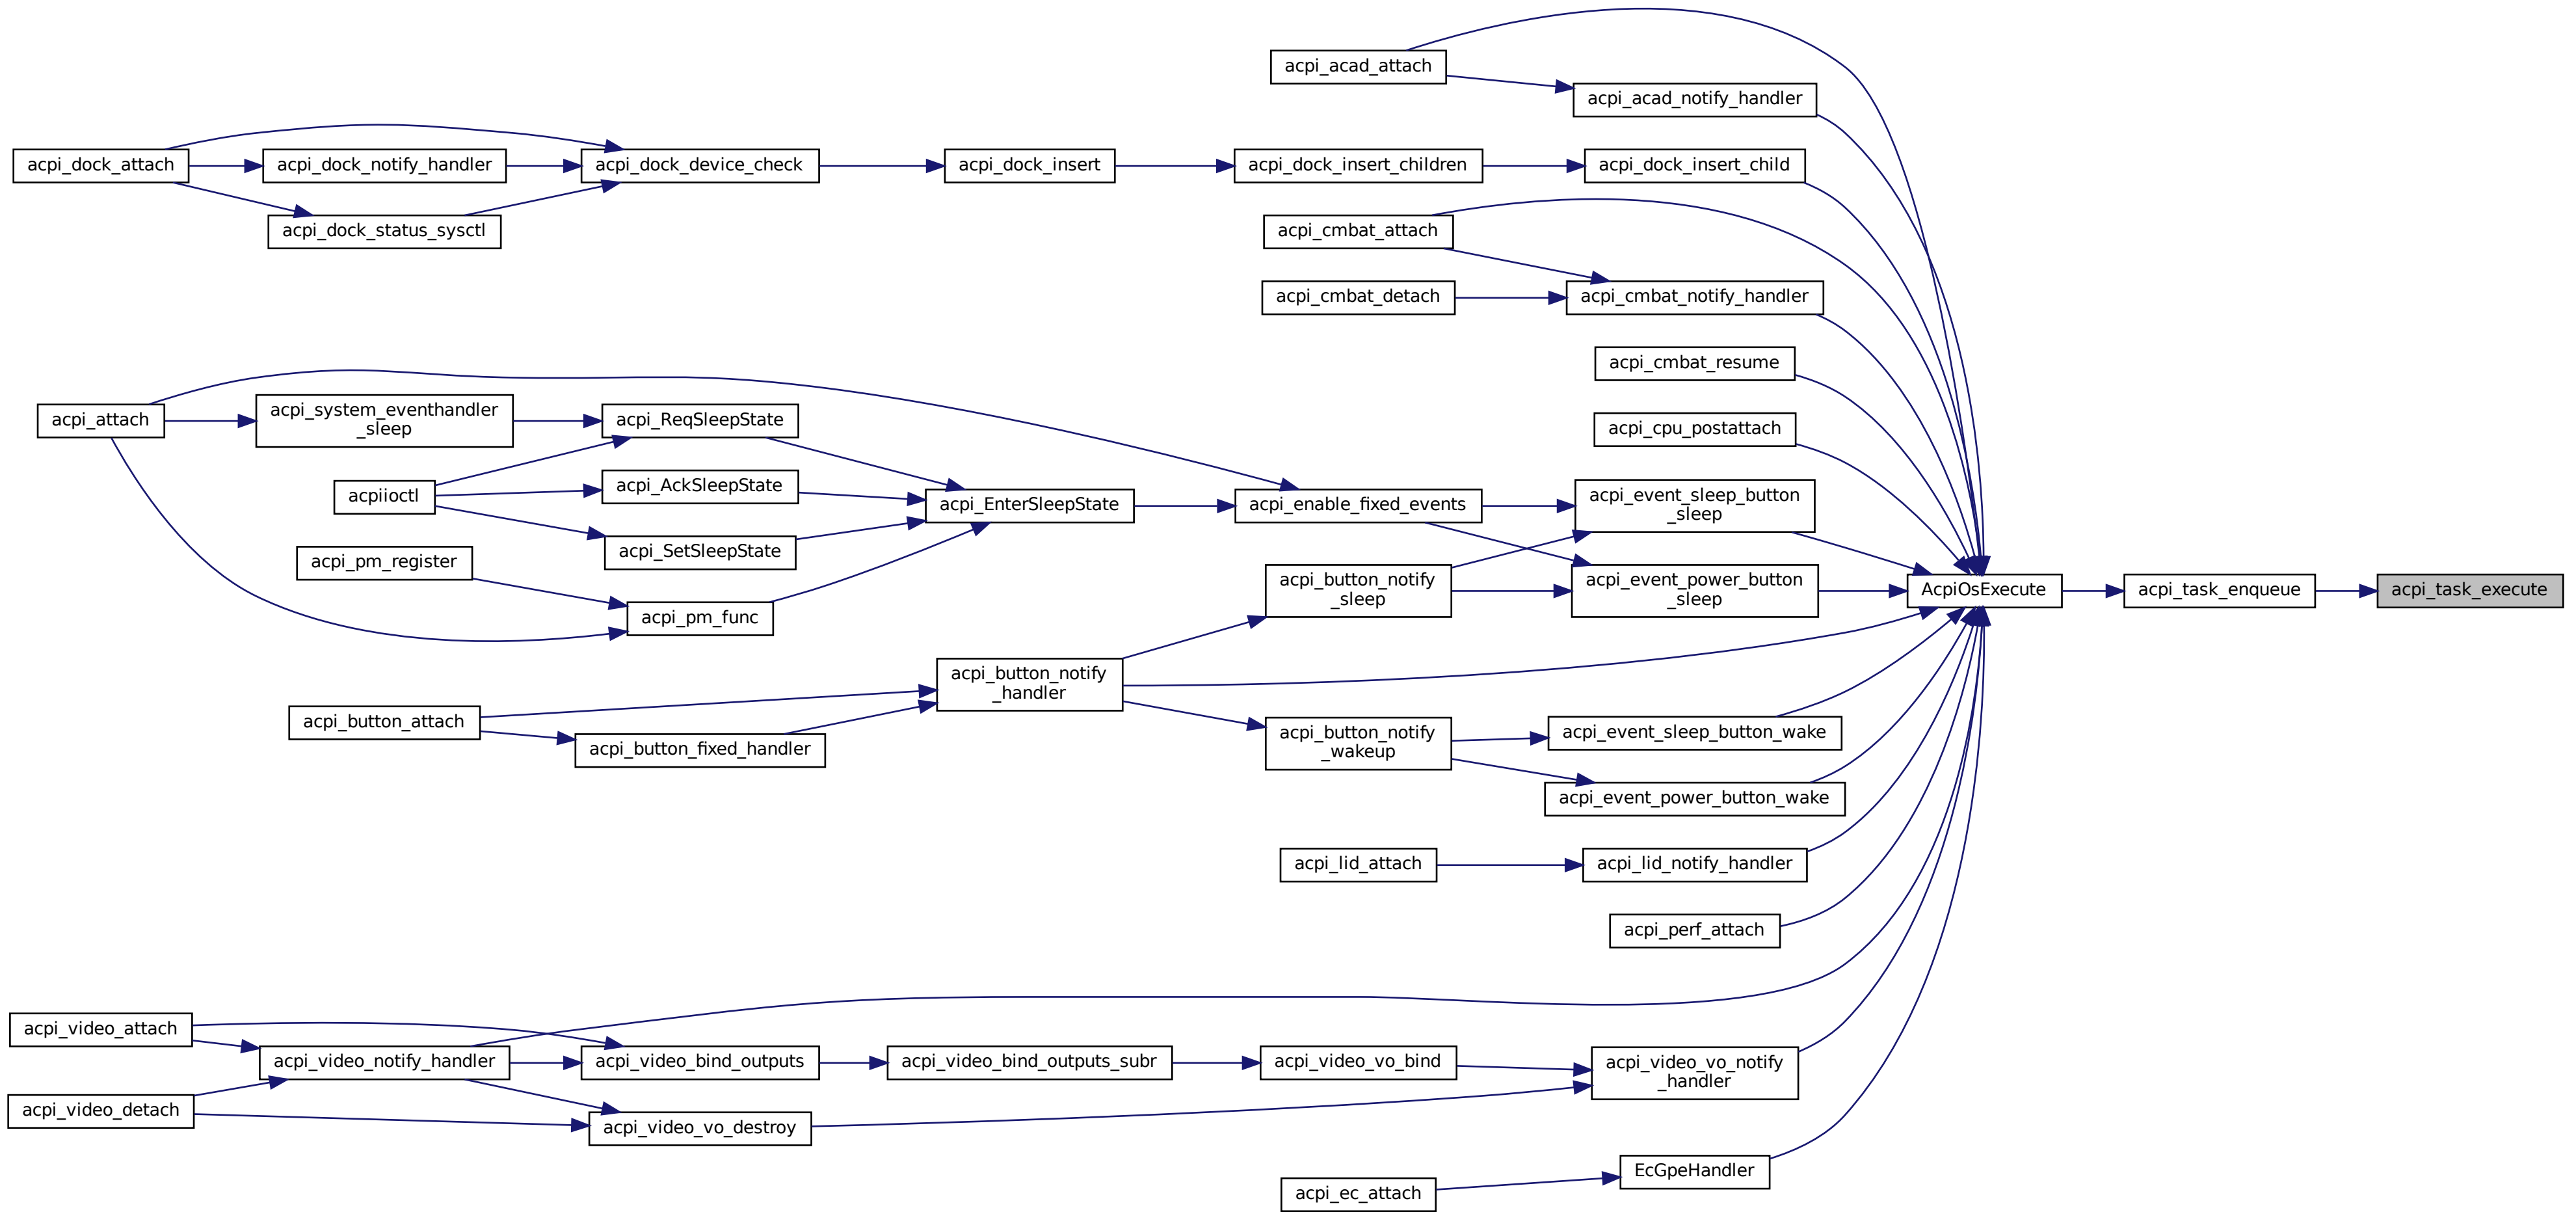 acpi_acad_attach
acpi_acad_notify_handler
acpi_dock_attach
acpi_dock_notify_handler
acpi_dock_device_check
acpi_dock_insert
acpi_dock_insert_children
acpi_dock_insert_child
acpi_dock_status_sysctl
acpi_cmbat_attach
acpi_cmbat_detach
acpi_cmbat_notify_handler
acpi_cmbat_resume
acpi_attach
acpi_system_eventhandler
_sleep
acpi_ReqSleepState
acpi_cpu_postattach
acpiioctl
acpi_AckSleepState
acpi_EnterSleepState
acpi_enable_fixed_events
acpi_event_sleep_button
_sleep
acpi_SetSleepState
acpi_pm_register
acpi_button_notify
_sleep
acpi_event_power_button
_sleep
AcpiOsExecute
acpi_task_enqueue
acpi_task_execute
acpi_pm_func
acpi_button_notify
_handler
acpi_button_attach
acpi_button_fixed_handler
acpi_button_notify
_wakeup
acpi_event_sleep_button_wake
acpi_event_power_button_wake
acpi_lid_attach
acpi_lid_notify_handler
acpi_perf_attach
acpi_video_attach
acpi_video_notify_handler
acpi_video_bind_outputs
acpi_video_bind_outputs_subr
acpi_video_vo_bind
acpi_video_vo_notify
_handler
acpi_video_detach
acpi_video_vo_destroy
EcGpeHandler
acpi_ec_attach